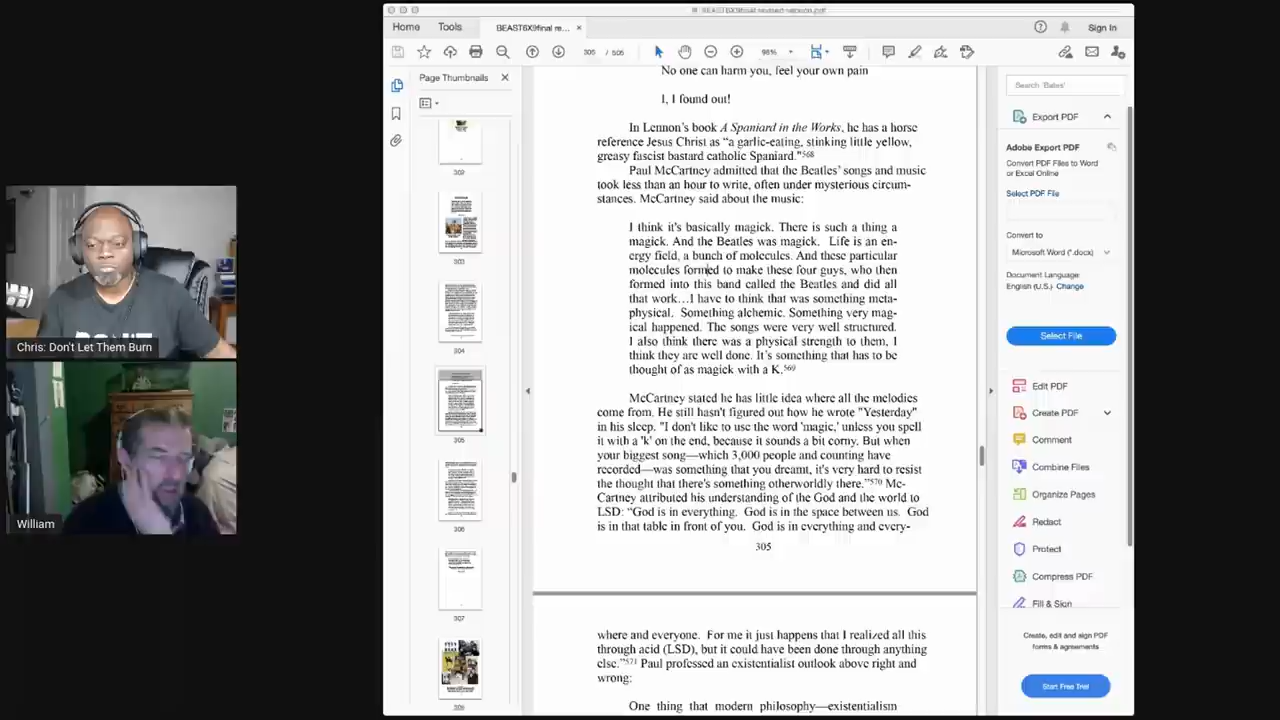 Home
Tools
BEAST6X9final re...
×
305 / 505
98%
Sign In
Page Thumbnails
302
303
304
305
306
307
No one can harm you, feel your own pain
I, I found out!
In Lennon's book A Spaniard in the Works, he has a horse
reference Jesus Christ as "a garlic-eating, stinking little yellow,
greasy fascist bastard catholic Spaniard."568
Paul McCartney admitted that the Beatles' songs and music
took less than an hour to write, often under mysterious circum-
stances. McCartney said about the music:
I think it's basically magick. There is such a thing a
magick. And the Beatles was magick. Life is an en-
ergy field, a bunch of molecules. And these particular
molecules formed to make these four guys, who then
formed into this band called the Beatles and did all
that work…I have to think that was something meta-
physical. Something alchemic. Something very mag-
ical happened. The songs were very well structured.
I also think there was a physical strength to them, I
think they are well done. It's something that has to be
thought of as magick with a K.569
McCartney stated he has little idea where all the melodies
come from. He still hasn't figured out how he wrote "Yesterday"
in his sleep. "I don't like to use the word 'magic,' unless you spell
it with a 'k' on the end, because it sounds a bit corny. But when
your biggest song—which 3,000 people and counting have
recorded—was something that you dreamt, it's very hard to resist
the thought that there's something otherworldly there."570 Mc-
Cartney attributed his understanding of the God and the world to
LSD: "God is in everything. God is in the space between us. God
is in that table in front of you. God is in everything and every-
305
where and everyone. For me it just happens that I realized all this
through acid (LSD), but it could have been done through anything
else."571 Paul professed an existentialist outlook above right and
wrong:
One thing that modern philosophy—existentialism
Search 'Bates'
Export PDF
Adobe Export PDF
Convert PDF Files to Word
or Excel Online
Select PDF File
Convert to
Microsoft Word (*.docx)
Document Language:
English (U.S.) Change
Select File
Edit PDF
Create PDF
Comment
Combine Files
Organize Pages
Redact
Protect
Compress PDF
Fill & Sign
Create, edit and sign PDF
forms & agreements
Start Free Trial
Chris: Don't Let Them Burn
William